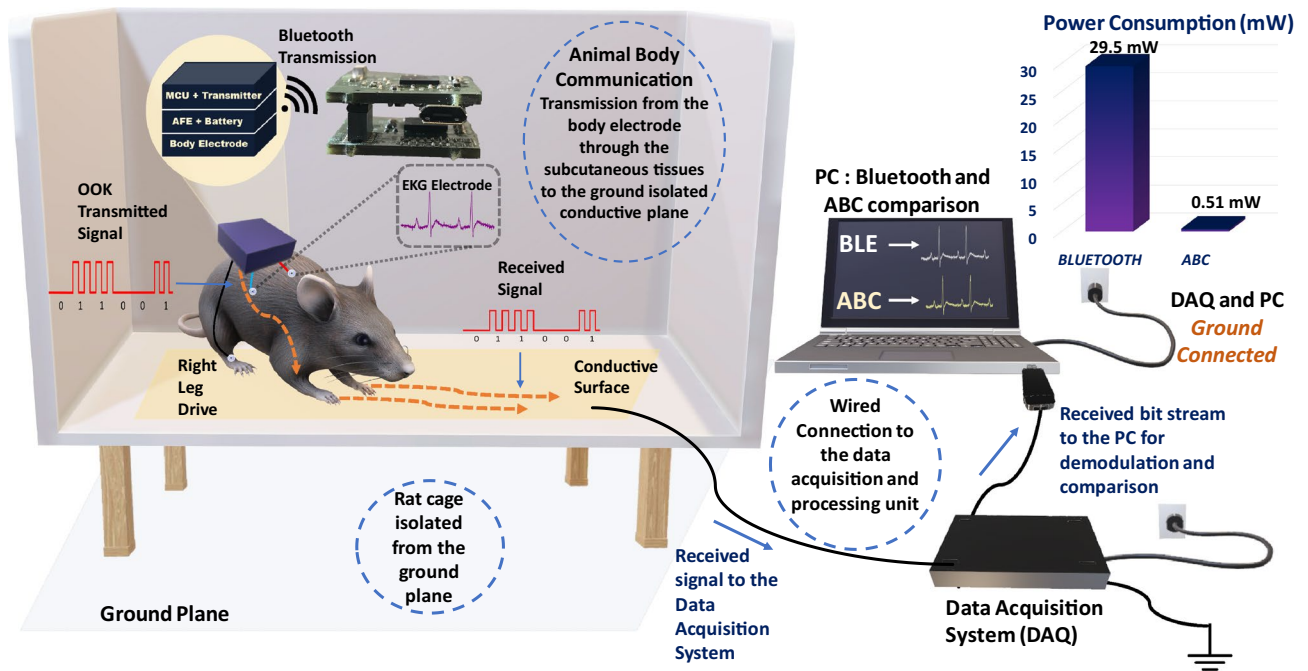 Bluetooth
Transmission
MCU + Transmitter
AFE + Battery
Body Electrode
Animal Body
Communication
Transmission from the
body electrode
through the
subcutaneous tissues
to the ground isolated
conductive plane
EKG Electrode
OOK
Transmitted
Signal
0 1 1 0 0 1
Received
Signal
0 1 1 0 0 1
Right
Leg
Drive
Conductive
Surface
Rat cage
isolated
from the
ground
plane
Ground Plane
Power Consumption (mW)
29.5 mW
30
25
20
15
10
5
0
0.51 mW
BLUETOOTH
ABC
PC : Bluetooth and
ABC comparison
BLE
ABC
DAQ and PC
Ground
Connected
Wired
Connection to
the data
acquisition and
processing unit
Received bit stream
to the PC for
demodulation and
comparison
Received
signal to the
Data
Acquisition
System
Data Acquisition
System (DAQ)